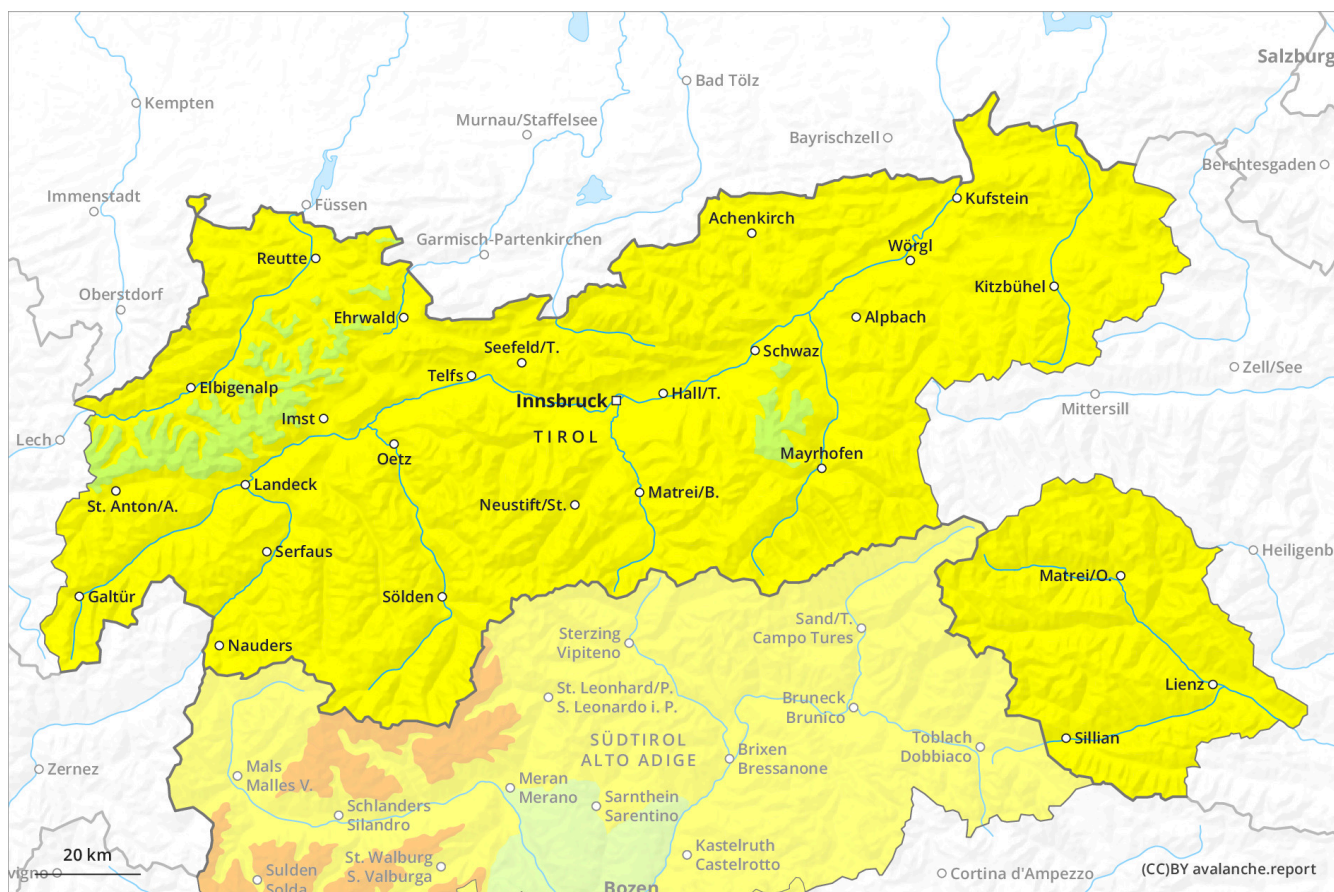 Salzburg
Bad Tölz
Kempten
Murnau/Staffelsee
Bayrischzell
Berchtesgaden
Immenstadt
Füssen
Kufstein
Achenkirch
Garmisch-Partenkirchen
Wörgl
Reutte
Kitzbühel
Oberstdorf
Ehrwald
Alpbach
Seefeld/T.
Schwaz
Zell/See
Telfs
Elbigenalp
Hall/T.
Innsbruck
Mittersill
Imst
TIROL
Lech
Oetz
Mayrhofen
Landeck
Matrei/B.
St. Anton/A.
Neustift/St.
Serfaus
Heiligenb
Matrei/O.
Galtür
Sölden
Sand/T.
Campo Tures
Sterzing
Vipiteno
Nauders
Lienz
St. Leonhard/P.
S. Leonardo i. P.
Bruneck
Brunico
Sillian
SÜDTIROL
ALTO ADIGE
Toblach
Dobbiaco
Brixen
Bressanone
Zernez
Mals
Malles V.
Meran
Merano
Sarnthein
Sarentino
Schlanders
Silandro
Kastelruth
Castelrotto
20 km
St. Walburg
S. Valburga
vigno
Sulden
Solda
Bozen
Cortina d'Ampezzo
(CC)BY avalanche.report